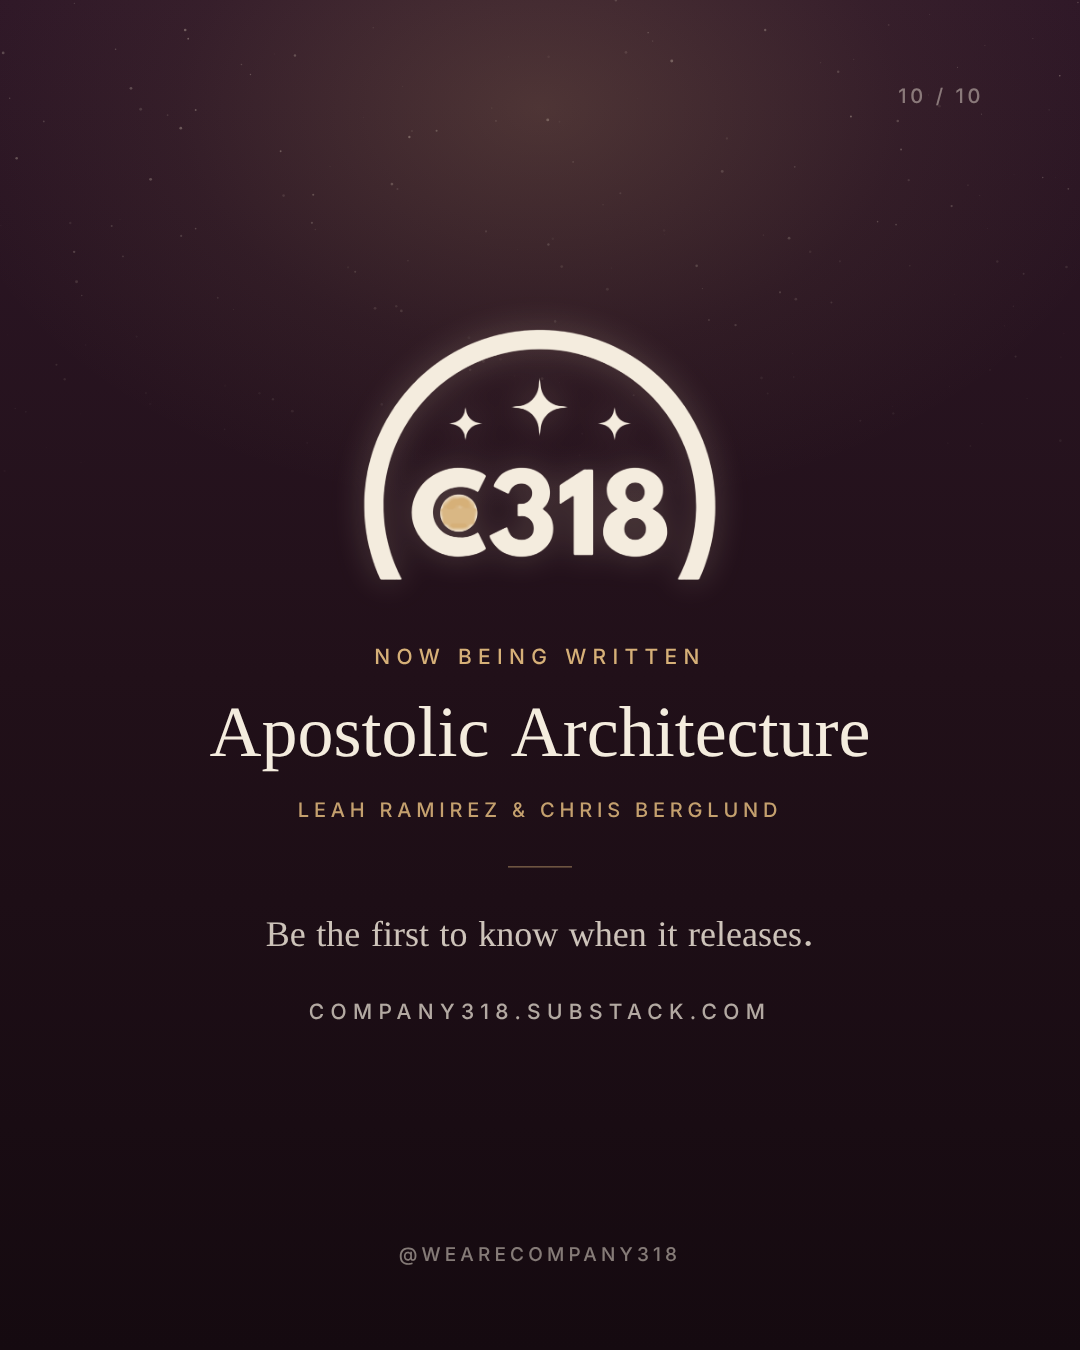 10 / 10
C318
NOW BEING WRITTEN
Apostolic Architecture
LEAH RAMIREZ & CHRIS BERGLUND
Be the first to know when it releases.
COMPANY318.SUBSTACK.COM
@WEARECOMPANY318